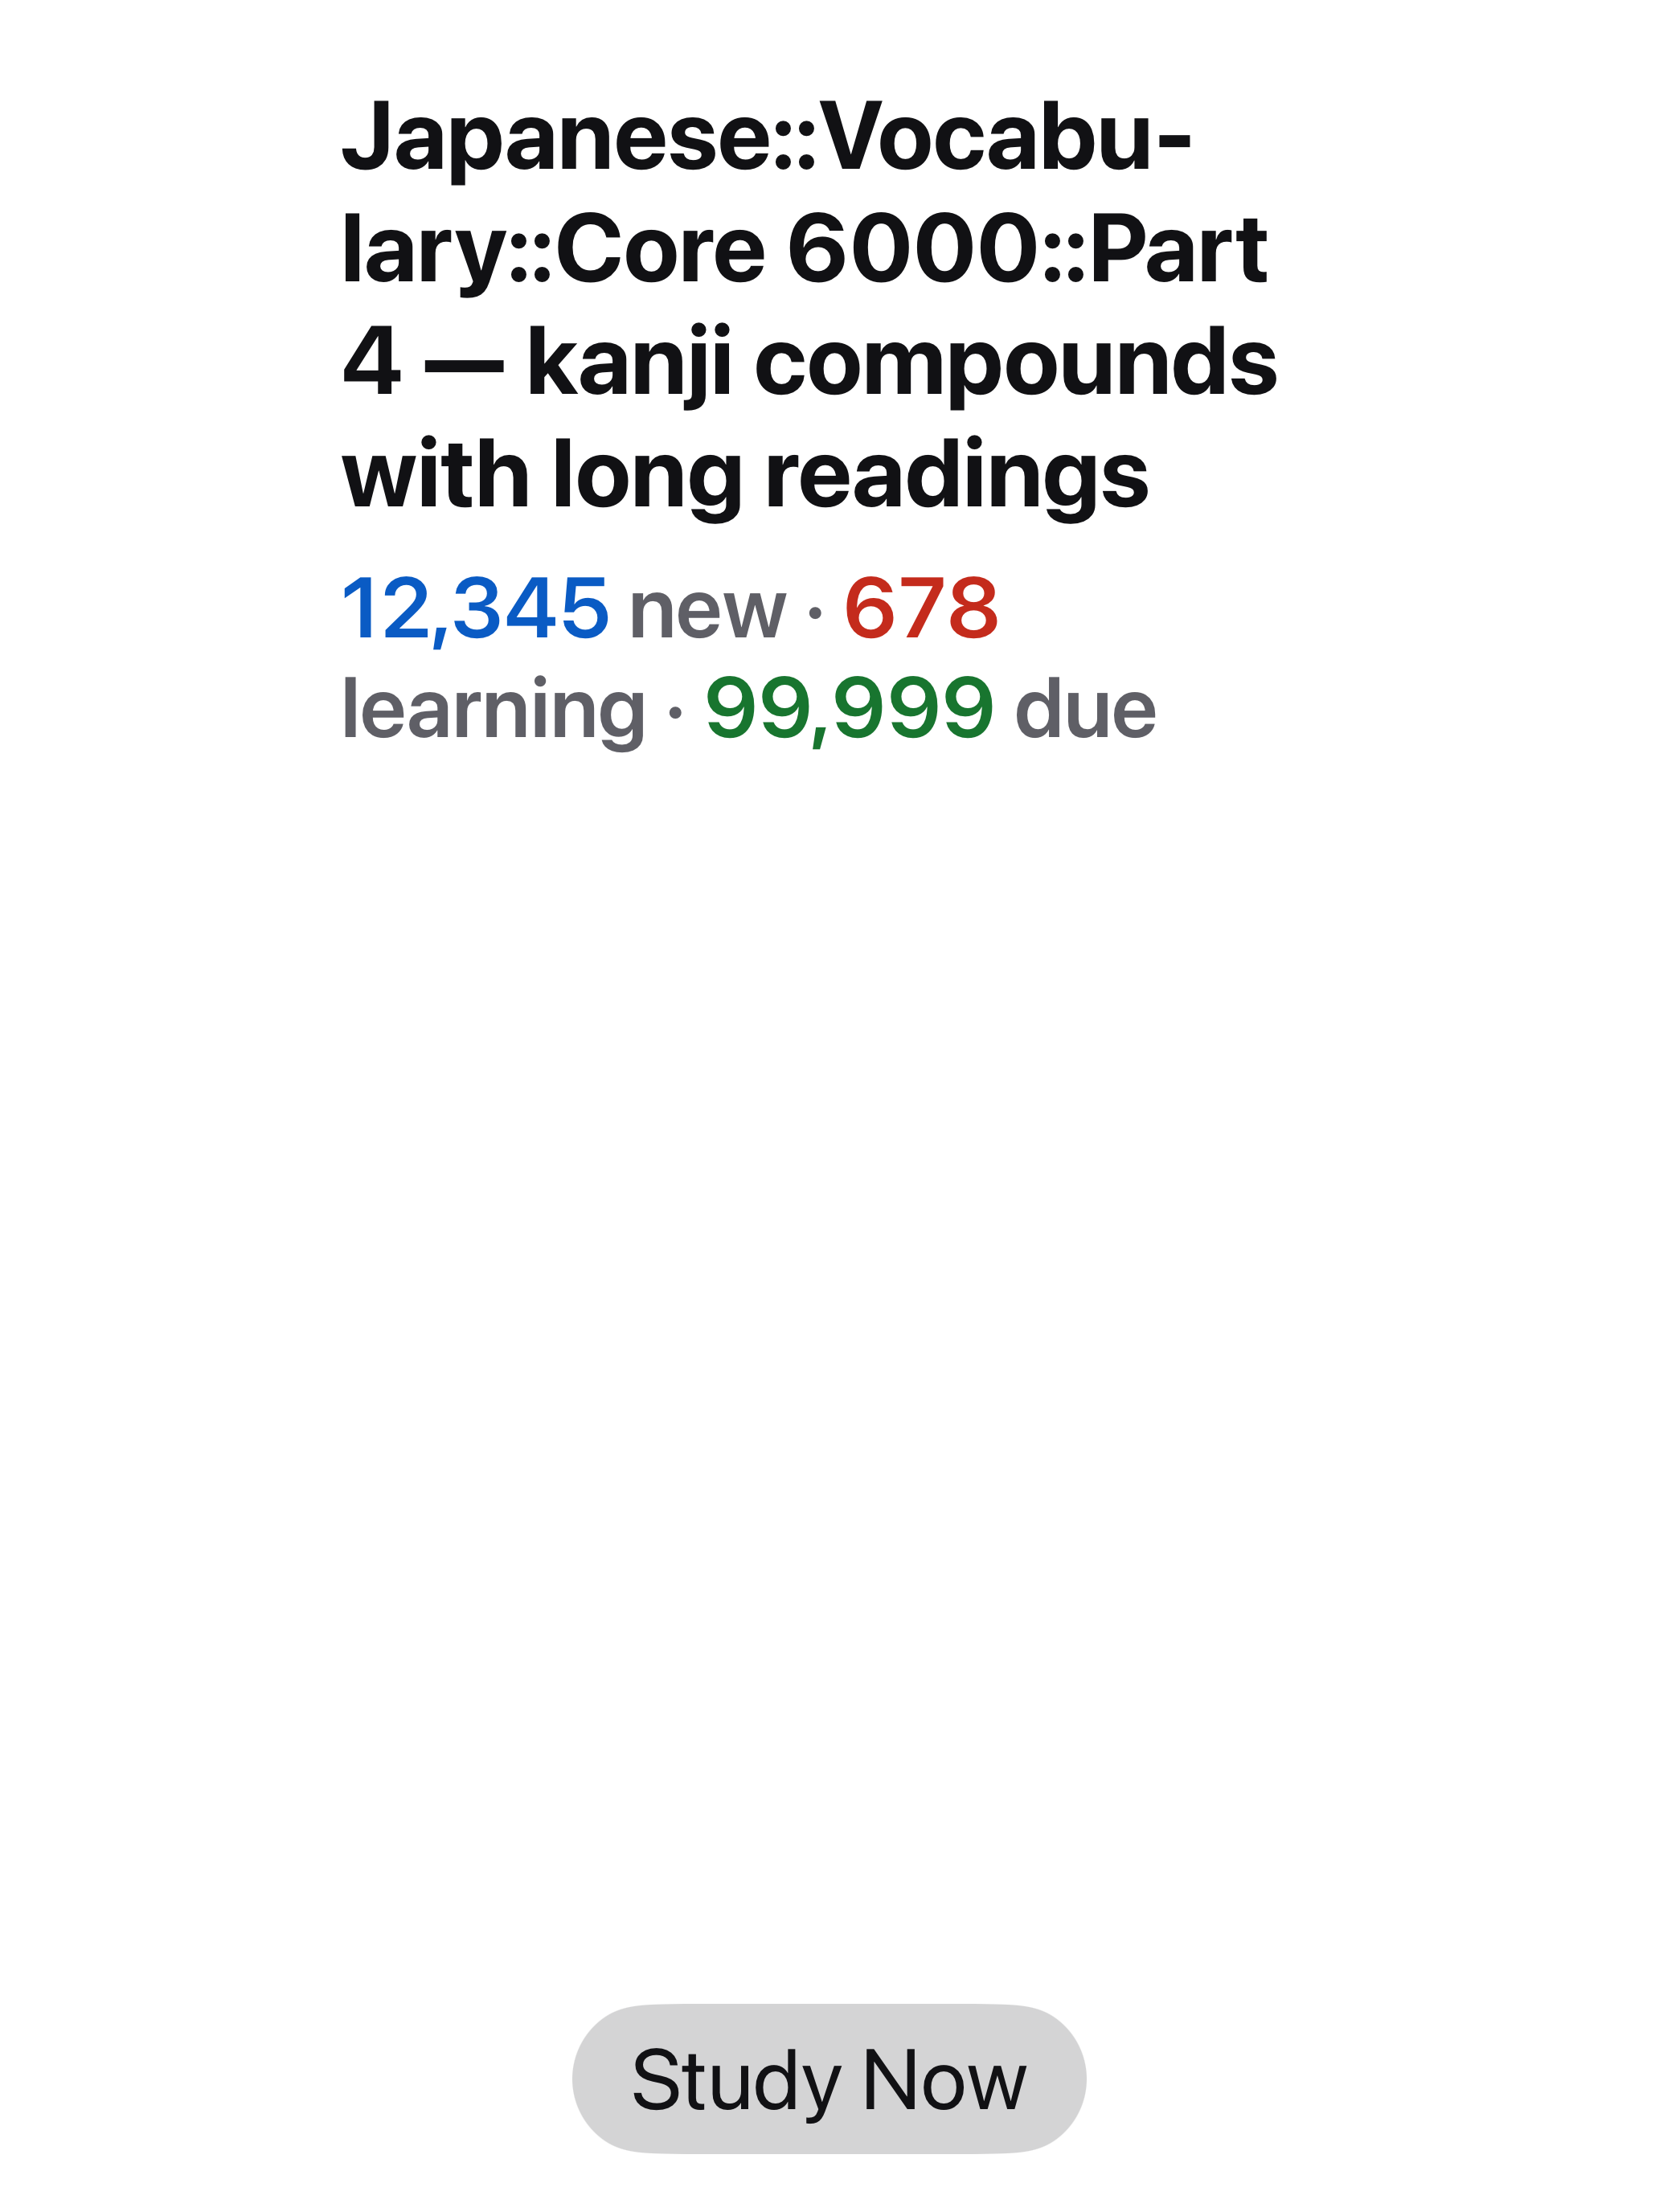 Japanese::Vocabu-
lary::Core 6000::Part
4 — kanji compounds
with long readings
12,345 new · 678
learning · 99,999 due
Study Now